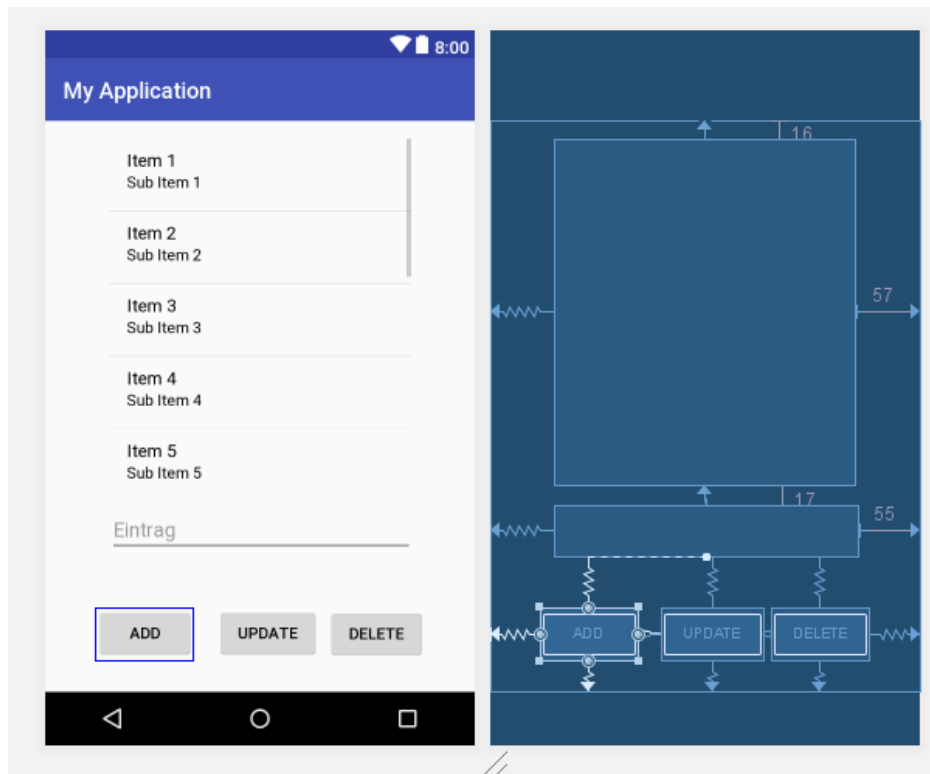 8:00
My Application
Item 1
Sub Item 1
Item 2
Sub Item 2
Item 3
Sub Item 3
Item 4
Sub Item 4
Item 5
Sub Item 5
Eintrag
ADD UPDATE DELETE
16
57
17
55
ADD UPDATE DELETE